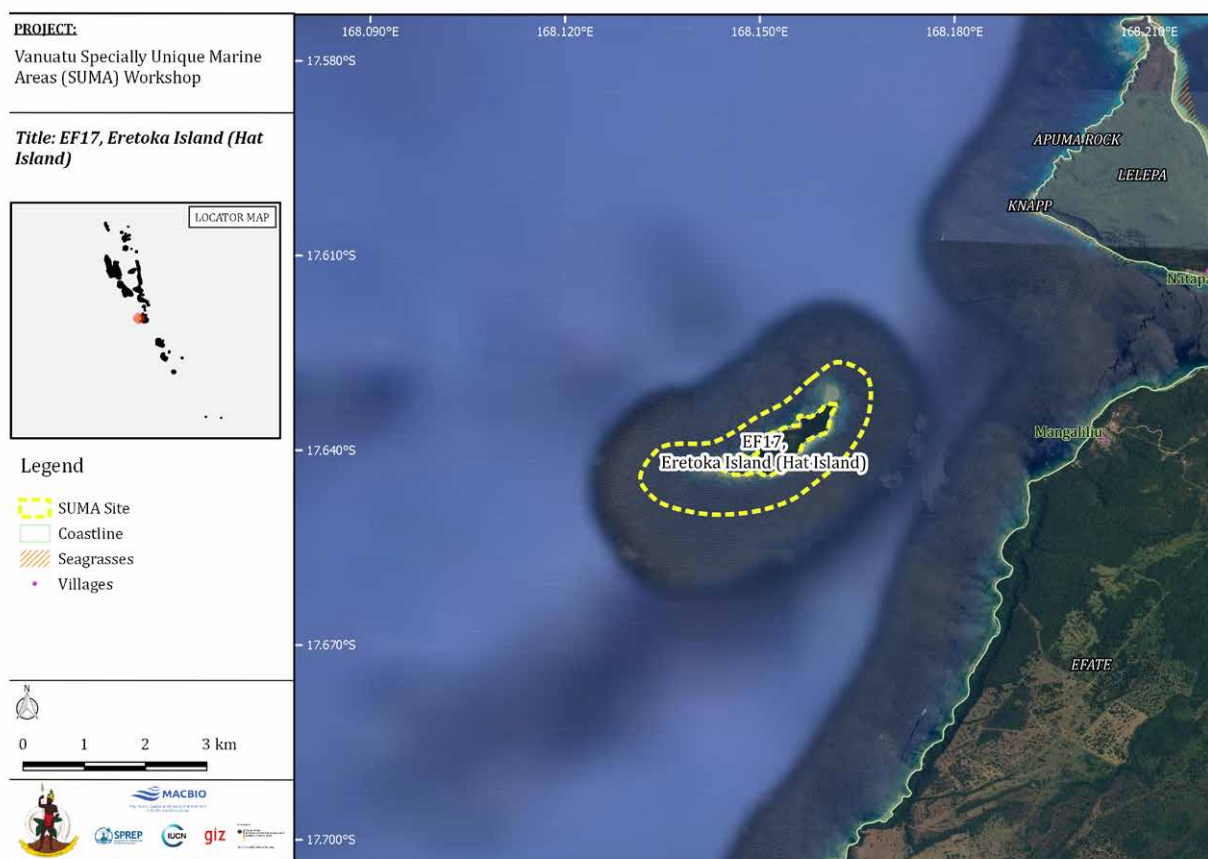 PROJECT:
Vanuatu Specially Unique Marine
Areas (SUMA) Workshop
Title: EF17, Eretoka Island (Hat
Island)
LOCATOR MAP
Legend
SUMA Site
Coastline
Seagrasses
Villages
N
0 1 2 3 km
MACBIO
SPREP
IUCN
giz
168.090°E 168.120°E 168.150°E 168.180°E 168.210°E
17.580°S
17.610°S
17.640°S
17.670°S
17.700°S
APUMA ROCK
LELEPA
KNAPP
Natapa
EF17,
Eretoka Island (Hat Island)
Mangaliliu
EFATE